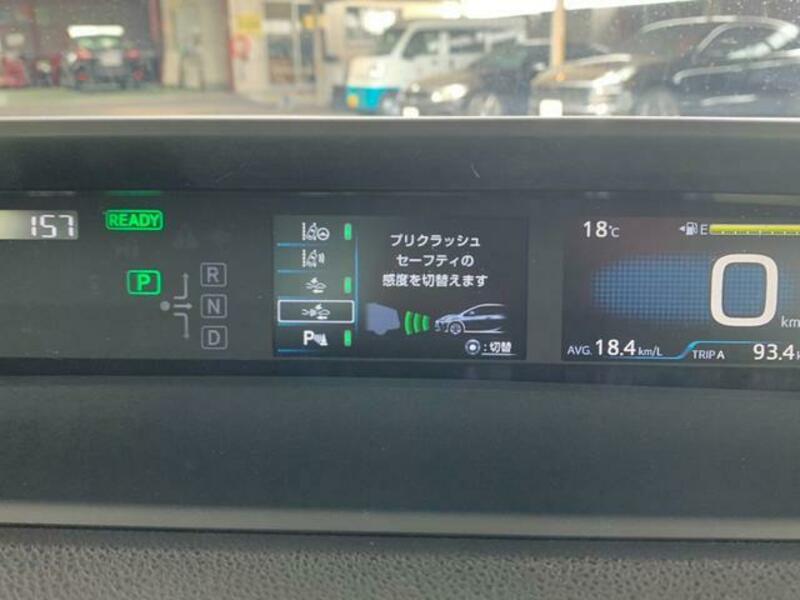 157
READY
P
R
N
D
プリクラッシュ
セーフティの
感度を切替えます
P
:切替
18℃
E
0
km
AVG. 18.4 km/L
TRIP A 93.4